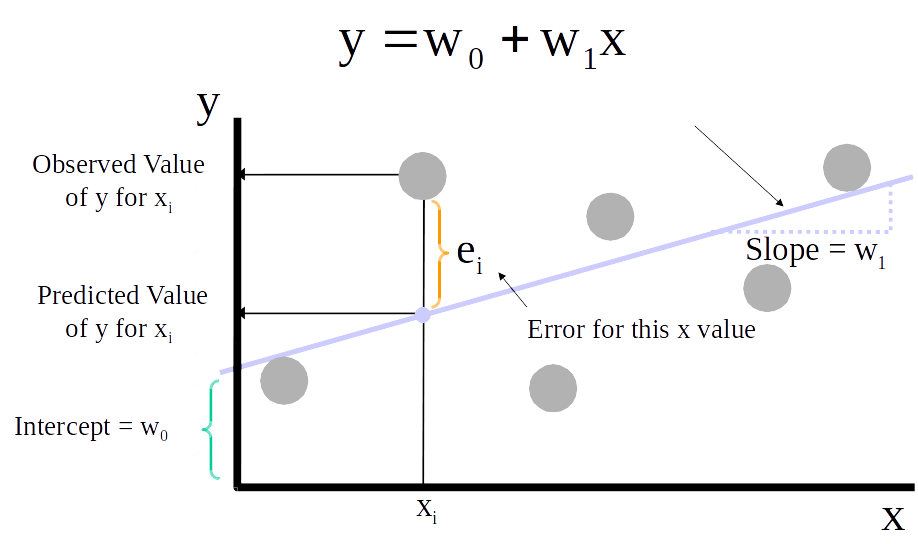 y =w₀ + w₁x
y
Observed Value
of y for xᵢ
eᵢ
Slope = w₁
Predicted Value
of y for xᵢ
Error for this x value
Intercept = w₀
xᵢ
x